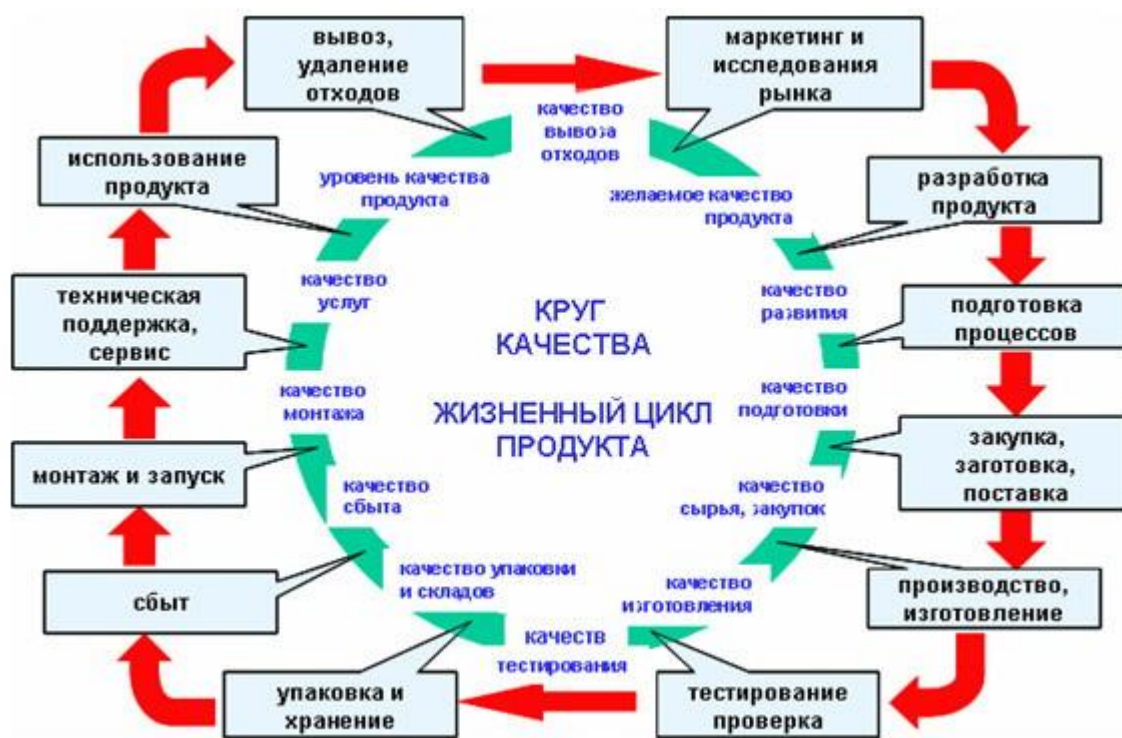 вывоз,
удаление
отходов
маркетинг и
исследования
рынка
качество
вывоза
отходов
использование
продукта
уровень качества
продукта
желаемое качество
продукта
разработка
продукта
техническая
поддержка,
сервис
качество
услуг
КРУГ
КАЧЕСТВА
качество
развития
подготовка
процессов
качество
монтажа
ЖИЗНЕННЫЙ ЦИКЛ
ПРОДУКТА
качество
подготовки
закупка,
заготовка,
поставка
монтаж и запуск
качество
сбыта
качество
сырья, закупок
сбыт
качество упаковки
и складов
качество
изготовления
производство,
изготовление
качеств
тестирования
упаковка и
хранение
тестирование
проверка